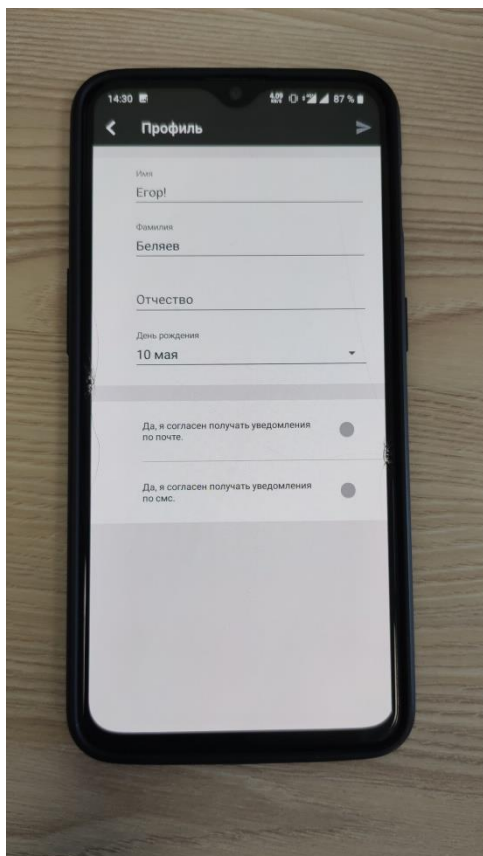 14:30 87 %
Профиль
Имя
Егор!
Фамилия
Беляев
Отчество
День рождения
10 мая
Да, я согласен получать уведомления
по почте.
Да, я согласен получать уведомления
по смс.